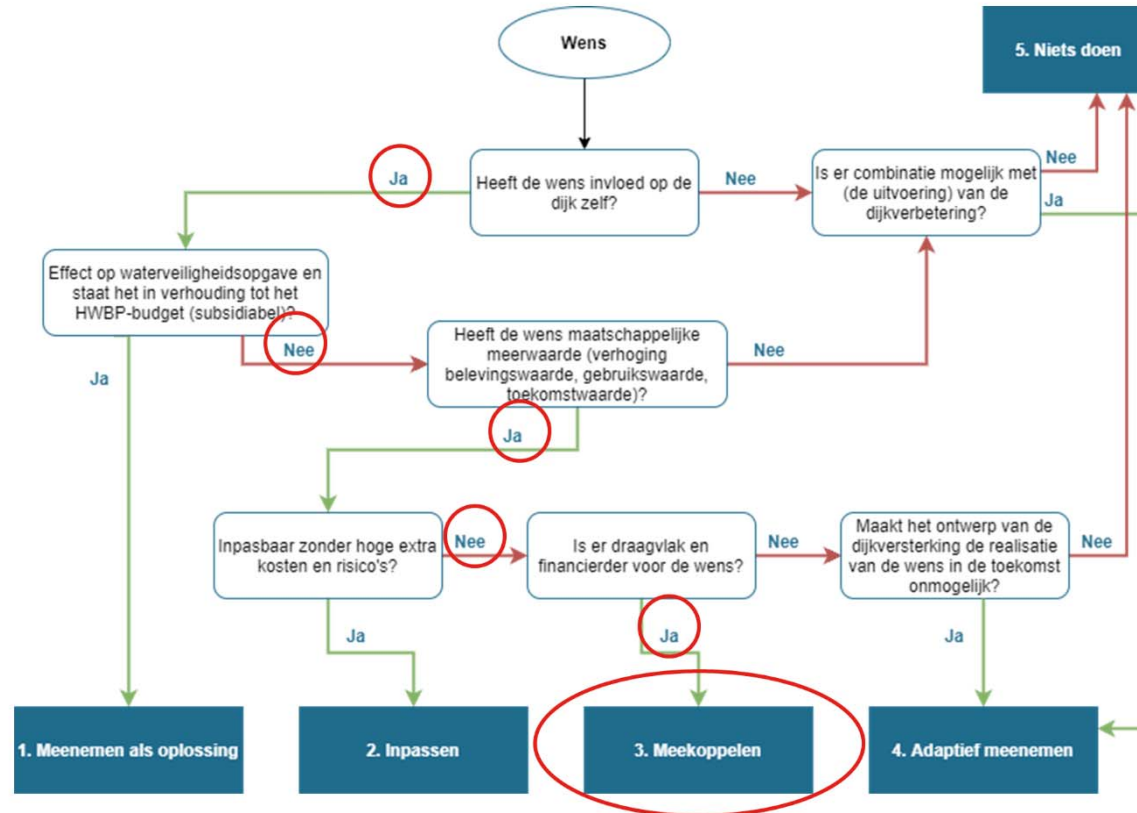 Wens
5. Niets doen
Ja
Heeft de wens invloed op de
dijk zelf?
Nee
Is er combinatie mogelijk met
(de uitvoering) van de
dijkverbetering?
Nee
Ja
Effect op waterveiligheidsopgave en
staat het in verhouding tot het
HWBP-budget (subsidiabel)?
Nee
Ja
Heeft de wens maatschappelijke
meerwaarde (verhoging
belevingswaarde, gebruikswaarde,
toekomstwaarde)?
Nee
Ja
Inpasbaar zonder hoge extra
kosten en risico's?
Nee
Is er draagvlak en
financierder voor de wens?
Nee
Maakt het ontwerp van de
dijkversterking de realisatie
van de wens in de toekomst
onmogelijk?
Nee
Ja
Ja
Ja
1. Meenemen als oplossing
2. Inpassen
3. Meekoppelen
4. Adaptief meenemen